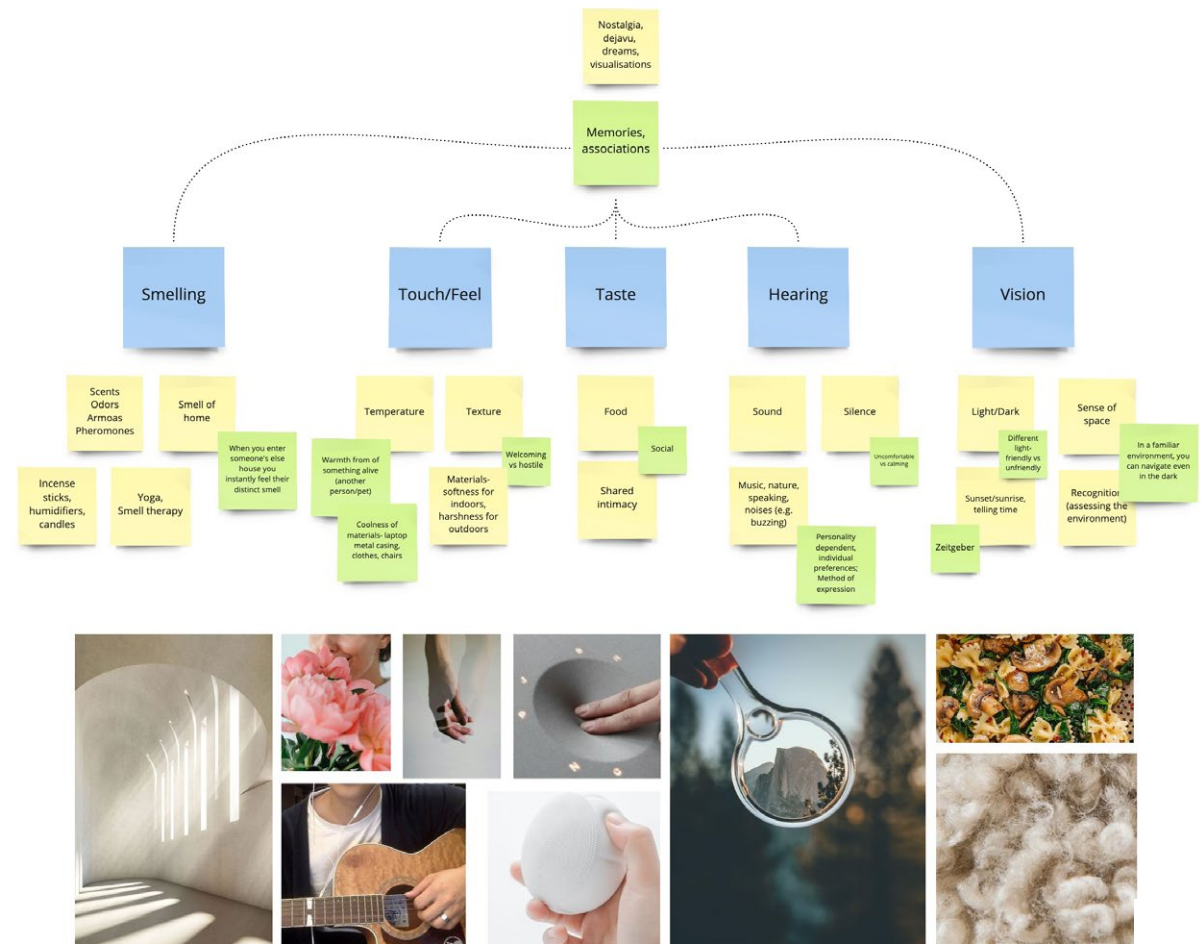 Nostalgia,
dejavu,
dreams,
visualisations
Memories,
associations
Smelling
Touch/Feel
Taste
Hearing
Vision
Scents
Odors
Armoas
Pheromones
Smell of
home
When you enter
someone's else
house you
instantly feel their
distinct smell
Incense
sticks,
humidifiers,
candles
Yoga,
Smell therapy
Temperature
Texture
Warmth from of
something alive
(another
person/pet)
Welcoming
vs hostile
Materials-
softness for
indoors,
harshness for
outdoors
Coolness of
materials- laptop
metal casing,
clothes, chairs
Food
Social
Shared
intimacy
Sound
Silence
Uncomfortable
vs calming
Music, nature,
speaking,
noises (e.g.
buzzing)
Personality
dependent,
individual
preferences;
Method of
expression
Light/Dark
Different
light-
friendly vs
unfriendly
Sense of
space
In a familiar
environment, you
can navigate even
in the dark
Sunset/sunrise,
telling time
Zeitgeber
Recognition
(assessing the
environment)